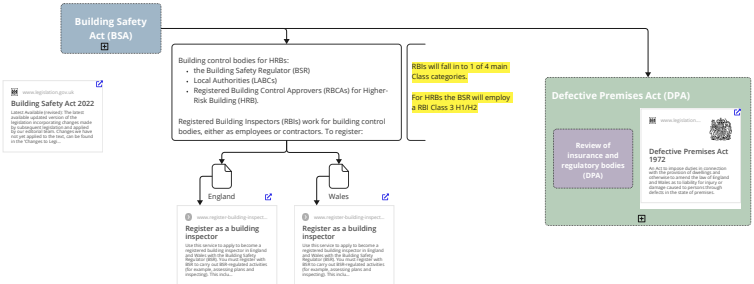 Building Safety
Act (BSA)
www.legislation.gov.uk
Building Safety Act 2022
Latest Available (revised): The latest
available updated version of the
legislation incorporating changes made
by subsequent legislation and applied
by our editorial team. Changes we have
not yet applied to the text, can be found
in the 'Changes to Legi...
Building control bodies for HRBs:
• the Building Safety Regulator (BSR)
• Local Authorities (LABCs)
• Registered Building Control Approvers (RBCAs) for Higher-
Risk Building (HRB).
Registered Building Inspectors (RBIs) work for building control
bodies, either as employees or contractors. To register:
RBIs will fall in to 1 of 4 main
Class categories.
For HRBs the BSR will employ
a RBI Class 3 H1/H2
England
www.register-building-inspect...
Register as a building
inspector
Use this service to apply to become a
registered building inspector in England
and Wales with the Building Safety
Regulator (BSR). You must register with
BSR to carry out BSR-regulated activities
(for example, assessing plans and
inspecting). This inclu...
Wales
www.register-building-inspect...
Register as a building
inspector
Use this service to apply to become a
registered building inspector in England
and Wales with the Building Safety
Regulator (BSR). You must register with
BSR to carry out BSR-regulated activities
(for example, assessing plans and
inspecting). This inclu...
Defective Premises Act (DPA)
Review of
insurance and
regulatory bodies
(DPA)
www.legislation...
Defective Premises Act
1972
An Act to impose duties in connection
with the provision of dwellings and
otherwise to amend the law of England
and Wales as to liability for injury or
damage caused to persons through
defects in the state of premises.